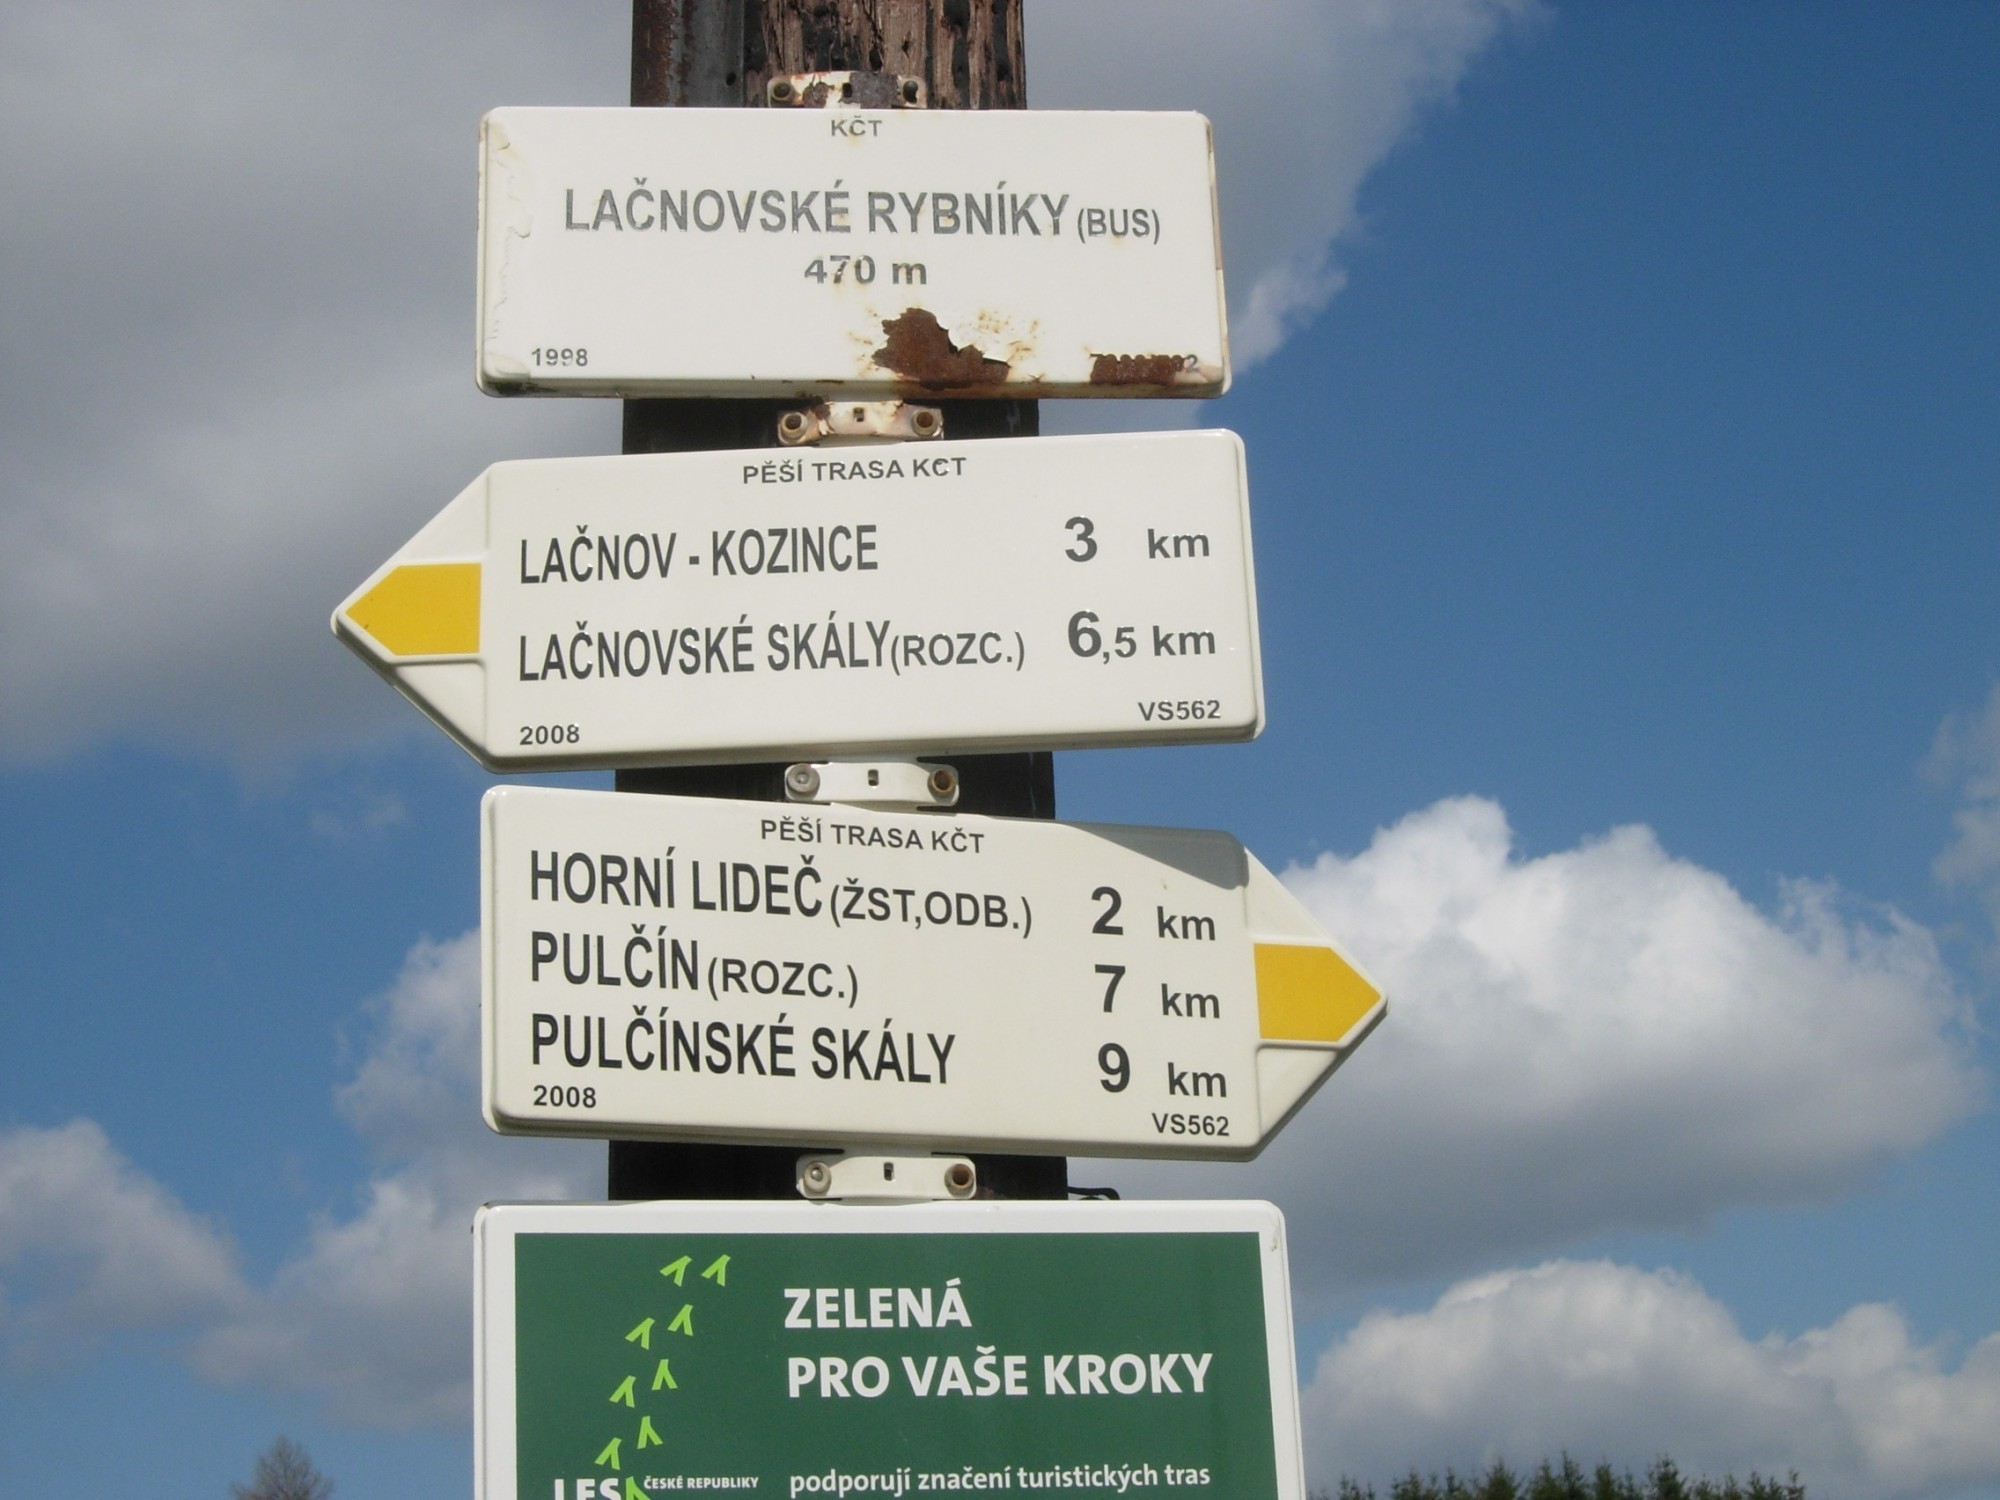 KČT
LAČNOVSKÉ RYBNÍKY (BUS)
470 m
1998
PĚŠÍ TRASA KČT
LAČNOV - KOZINCE 3 km
LAČNOVSKÉ SKÁLY (ROZC.) 6,5 km
2008 VS562
PĚŠÍ TRASA KČT
HORNÍ LIDEČ (ŽST,ODB.) 2 km
PULČÍN (ROZC.) 7 km
PULČÍNSKÉ SKÁLY 9 km
2008 VS562
ZELENÁ
PRO VAŠE KROKY
LES ČESKÉ REPUBLIKY podporují značení turistických tras